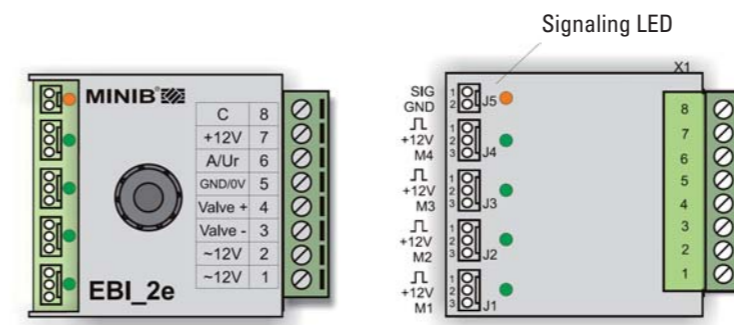 Signaling LED
MINIB
C 8
+12V 7
A/Ur 6
GND/0V 5
Valve + 4
Valve - 3
~12V 2
~12V 1
EBI_2e
X1
SIG 1
GND 2 J5
1
+12V 2
M4 3 J4
1
+12V 2
M3 3 J3
1
+12V 2
M2 3 J2
1
+12V 2
M1 3 J1
8
7
6
5
4
3
2
1